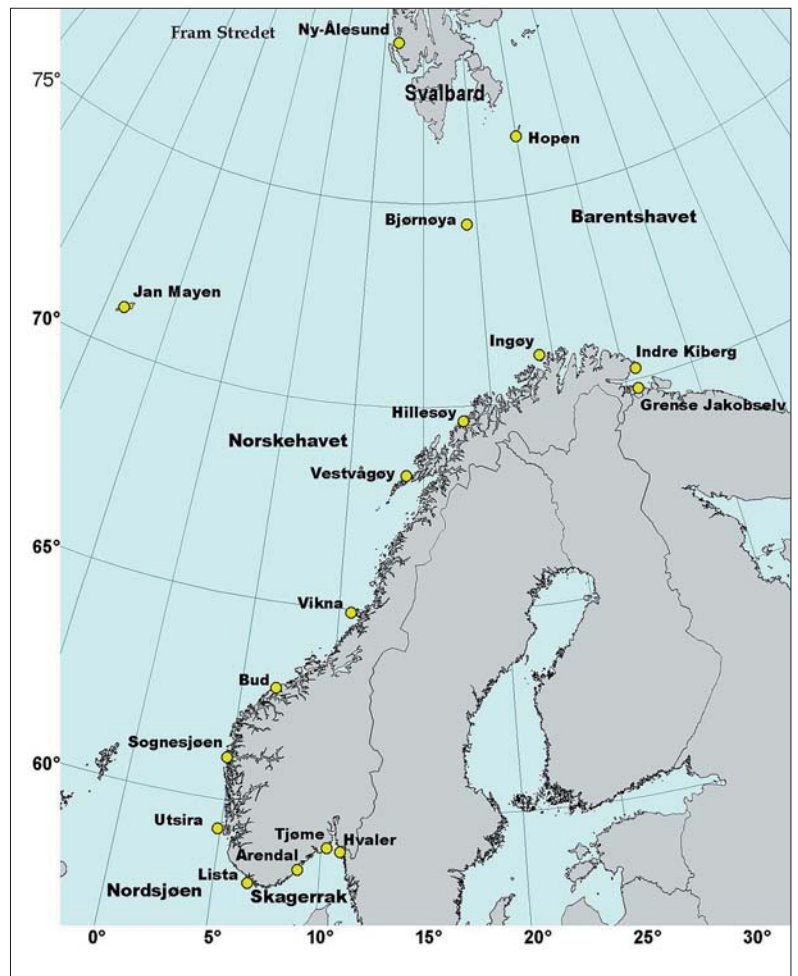 Fram Stredet
Ny-Ålesund
75°
Svalbard
Hopen
Barentshavet
Bjørnøya
Jan Mayen
70°
Ingøy
Indre Kiberg
Grense Jakobselv
Hillesøy
Norskehavet
Vestvågøy
65°
Vikna
Bud
Sognesjøen
60°
Utsira
Tjøme
Hvaler
Arendal
Lista
Nordsjøen
Skagerrak
0°
5°
10°
15°
20°
25°
30°